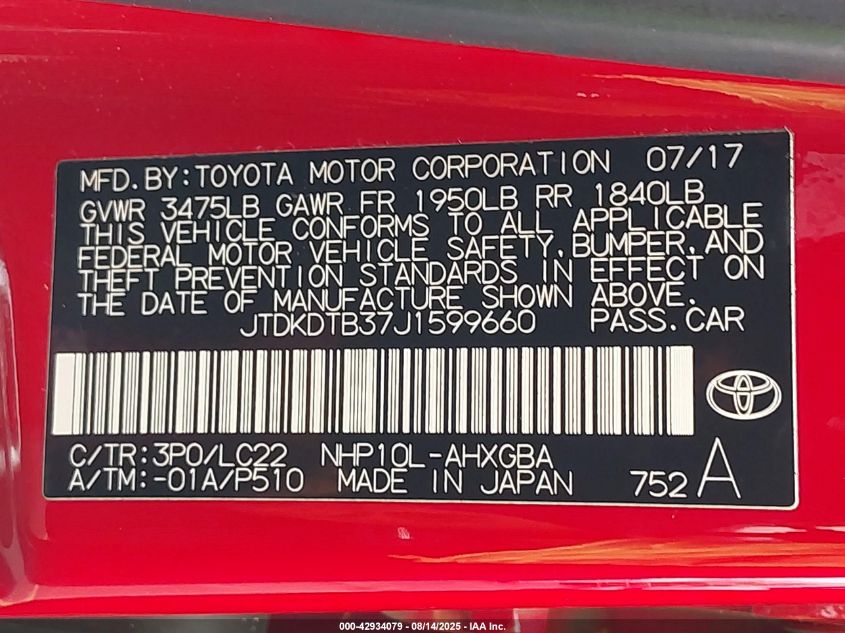 MFD. BY: TOYOTA MOTOR CORPORATION 07/17
GVWR 3475LB GAWR FR 1950LB RR 1840LB
THIS VEHICLE CONFORMS TO ALL APPLICABLE
FEDERAL MOTOR VEHICLE SAFETY, BUMPER, AND
THEFT PREVENTION STANDARDS IN EFFECT ON
THE DATE OF MANUFACTURE SHOWN ABOVE.
JTDKDTB37J1599660 PASS. CAR
C/TR: 3P0/LC22 NHP10L-AHXGBA
A/TM: -01A/P510 MADE IN JAPAN 752 A
000-42934079 - 08/14/2025 - IAA Inc.